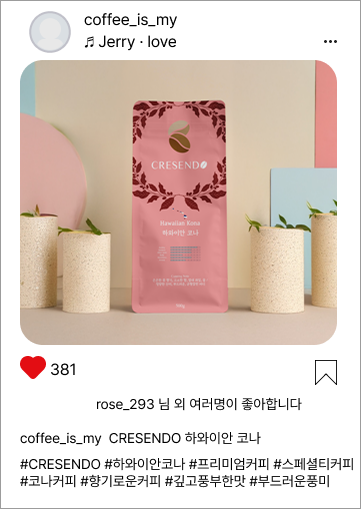 coffee_is_my
♬ Jerry · love
CRESENDO
Hawaiian Kona
하와이안 코나
381
rose_293 님 외 여러명이 좋아합니다
coffee_is_my CRESENDO 하와이안 코나
#CRESENDO #하와이안코나 #프리미엄커피 #스페셜티커피
#코나커피 #향기로운커피 #깊고풍부한맛 #부드러운풍미